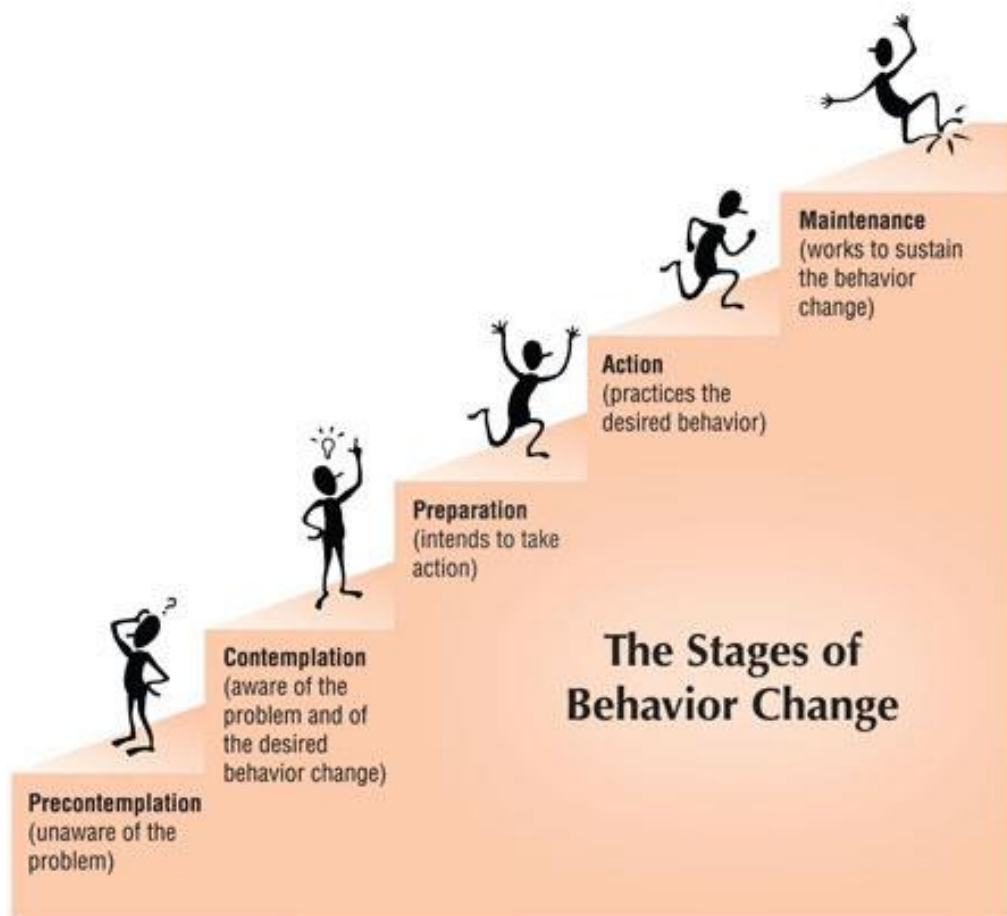 Maintenance
(works to sustain
the behavior
change)
Action
(practices the
desired behavior)
Preparation
(intends to take
action)
Contemplation
(aware of the
problem and of
the desired
behavior change)
Precontemplation
(unaware of the
problem)
The Stages of
Behavior Change
?